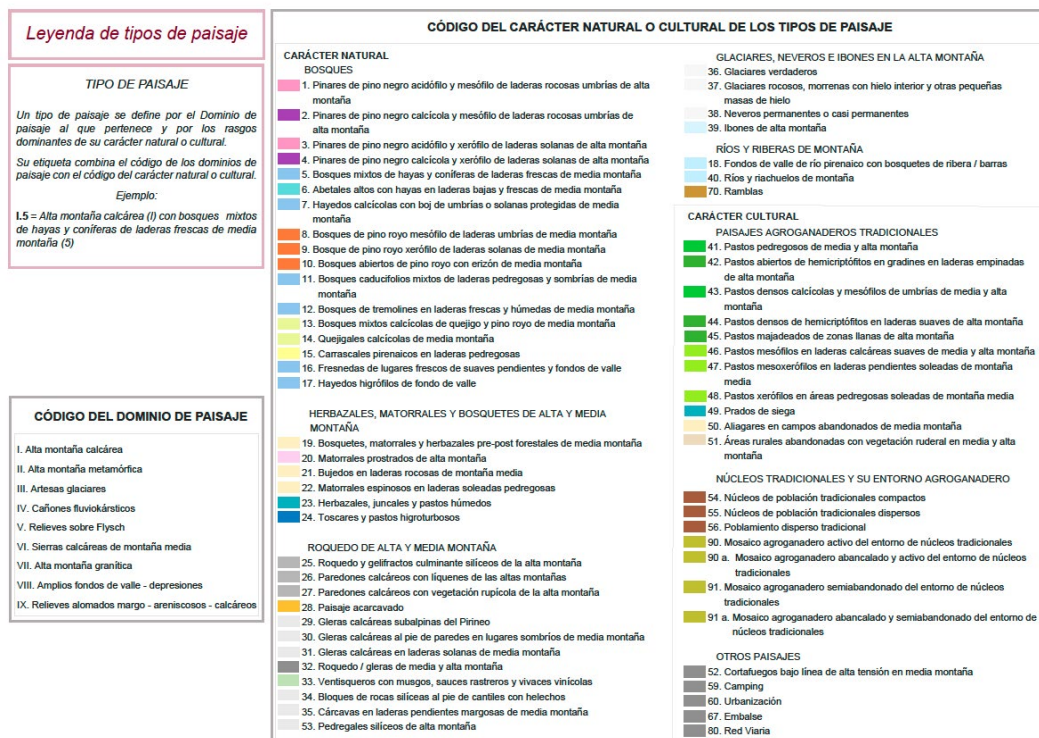 Leyenda de tipos de paisaje
TIPO DE PAISAJE
Un tipo de paisaje se define por el Dominio de
paisaje al que pertenece y por los rasgos
dominantes de su carácter natural o cultural.
Su etiqueta combina el código de los dominios de
paisaje con el código del carácter natural o cultural.
Ejemplo:
I.5 = Alta montaña calcárea (I) con bosques mixtos
de hayas y coníferas de laderas frescas de media
montaña (5)
CÓDIGO DEL DOMINIO DE PAISAJE
I. Alta montaña calcárea
II. Alta montaña metamórfica
III. Artesas glaciares
IV. Cañones fluviokársticos
V. Relieves sobre Flysch
VI. Sierras calcáreas de montaña media
VII. Alta montaña granítica
VIII. Amplios fondos de valle - depresiones
IX. Relieves alomados margo - areniscosos - calcáreos
CÓDIGO DEL CARÁCTER NATURAL O CULTURAL DE LOS TIPOS DE PAISAJE
CARÁCTER NATURAL
BOSQUES
1. Pinares de pino negro acidófilo y mesófilo de laderas rocosas umbrías de alta
montaña
2. Pinares de pino negro calcícola y mesófilo de laderas rocosas umbrías de
alta montaña
3. Pinares de pino negro acidófilo y xerófilo de laderas solanas de alta montaña
4. Pinares de pino negro calcícola y xerófilo de laderas solanas de alta montaña
5. Bosques mixtos de hayas y coníferas de laderas frescas de media montaña
6. Abetales altos con hayas en laderas bajas y frescas de media montaña
7. Hayedos calcícolas con boj de umbrías o solanas protegidas de media
montaña
8. Bosques de pino royo mesófilo de laderas umbrías de media montaña
9. Bosque de pino royo xerófilo de laderas solanas de media montaña
10. Bosques abiertos de pino royo con erizón de media montaña
11. Bosques caducifolios mixtos de laderas pedregosas y sombrías de media
montaña
12. Bosques de tremolines en laderas frescas y húmedas de media montaña
13. Bosques mixtos calcícolas de quejigo y pino royo de media montaña
14. Quejigales calcícolas de media montaña
15. Carrascales pirenaicos en laderas pedregosas
16. Fresnedas de lugares frescos de suaves pendientes y fondos de valle
17. Hayedos higrófilos de fondo de valle
HERBAZALES, MATORRALES Y BOSQUETES DE ALTA Y MEDIA
MONTAÑA
19. Bosquetes, matorrales y herbazales pre-post forestales de media montaña
20. Matorrales prostrados de alta montaña
21. Bujedos en laderas rocosas de montaña media
22. Matorrales espinosos en laderas soleadas pedregosas
23. Herbazales, juncales y pastos húmedos
24. Toscares y pastos higroturbosos
ROQUEDO DE ALTA Y MEDIA MONTAÑA
25. Roquedo y gelifractos culminante silíceos de la alta montaña
26. Paredones calcáreos con líquenes de las altas montañas
27. Paredones calcáreos con vegetación rupícola de la alta montaña
28. Paisaje acarcavado
29. Gleras calcáreas subalpinas del Pirineo
30. Gleras calcáreas al pie de paredes en lugares sombríos de media montaña
31. Gleras calcáreas en laderas solanas de media montaña
32. Roquedo / gleras de media y alta montaña
33. Ventisqueros con musgos, sauces rastreros y vivaces vinícolas
34. Bloques de rocas silíceas al pie de cantiles con helechos
35. Cárcavas en laderas pendientes margosas de media montaña
53. Pedregales silíceos de alta montaña
GLACIARES, NEVEROS E IBONES EN LA ALTA MONTAÑA
36. Glaciares verdaderos
37. Glaciares rocosos, morrenas con hielo interior y otras pequeñas
masas de hielo
38. Neveros permanentes o casi permanentes
39. Ibones de alta montaña
RÍOS Y RIBERAS DE MONTAÑA
18. Fondos de valle de río pirenaico con bosquetes de ribera / barras
40. Ríos y riachuelos de montaña
70. Ramblas
CARÁCTER CULTURAL
PAISAJES AGROGANADEROS TRADICIONALES
41. Pastos pedregosos de media y alta montaña
42. Pastos abiertos de hemicriptófitos en gradines en laderas empinadas
de alta montaña
43. Pastos densos calcícolas y mesófilos de umbrías de media y alta
montaña
44. Pastos densos de hemicriptófitos en laderas suaves de alta montaña
45. Pastos majadeados de zonas llanas de alta montaña
46. Pastos mesófilos en laderas calcáreas suaves de media y alta montaña
47. Pastos mesoxerófilos en laderas pendientes soleadas de montaña
media
48. Pastos xerófilos en áreas pedregosas soleadas de montaña media
49. Prados de siega
50. Aliagares en campos abandonados de media montaña
51. Áreas rurales abandonadas con vegetación ruderal en media y alta
montaña
NÚCLEOS TRADICIONALES Y SU ENTORNO AGROGANADERO
54. Núcleos de población tradicionales compactos
55. Núcleos de población tradicionales dispersos
56. Poblamiento disperso tradicional
90. Mosaico agroganadero activo del entorno de núcleos tradicionales
90 a. Mosaico agroganadero abancalado y activo del entorno de núcleos
tradicionales
91. Mosaico agroganadero semiabandonado del entorno de núcleos
tradicionales
91 a. Mosaico agroganadero abancalado y semiabandonado del entorno de
núcleos tradicionales
OTROS PAISAJES
52. Cortafuegos bajo línea de alta tensión en media montaña
59. Camping
60. Urbanización
67. Embalse
80. Red Viaria